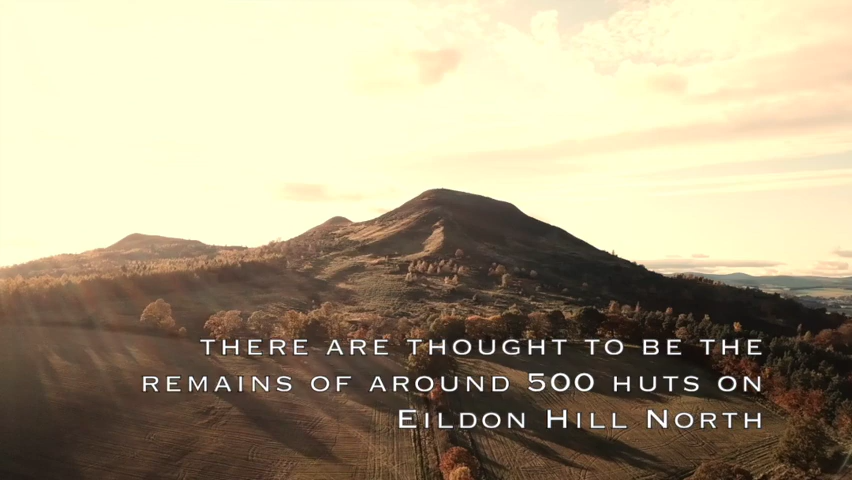 THERE ARE THOUGHT TO BE THE
REMAINS OF AROUND 500 HUTS ON
EILDON HILL NORTH